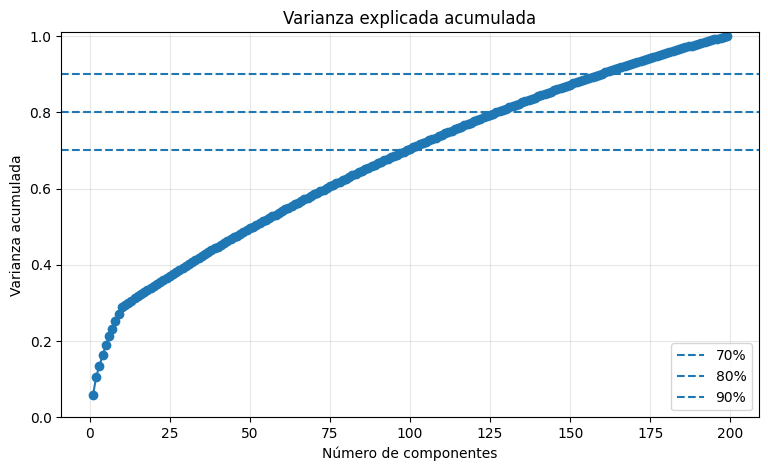 Varianza explicada acumulada
Varianza acumulada
1.0
0.8
0.6
0.4
0.2
0.0
0 25 50 75 100 125 150 175 200
Número de componentes
70%
80%
90%